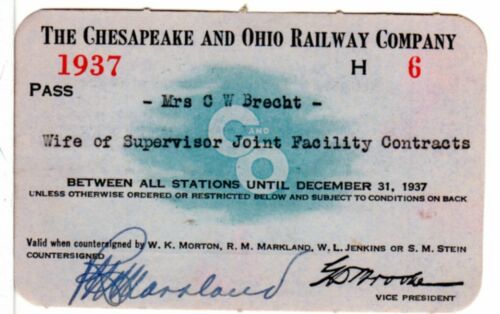 THE CHESAPEAKE AND OHIO RAILWAY COMPANY
1937 H 6
PASS
- Mrs C W Brecht -
C AND O
Wife of Supervisor Joint Facility Contracts
BETWEEN ALL STATIONS UNTIL DECEMBER 31, 1937
UNLESS OTHERWISE ORDERED OR RESTRICTED BELOW AND SUBJECT TO CONDITIONS ON BACK
Valid when countersigned by W. K. MORTON, R. M. MARKLAND, W. L. JENKINS OR S. M. STEIN
COUNTERSIGNED
R M Markland
VICE PRESIDENT